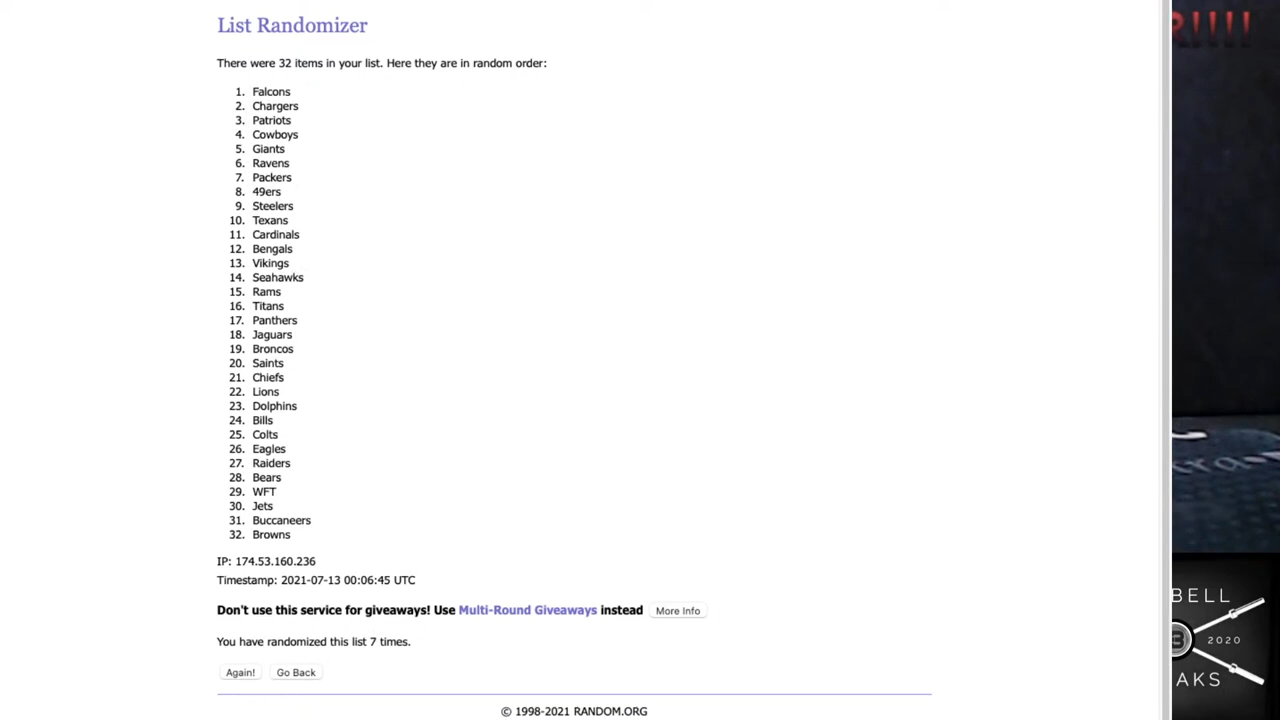 List Randomizer
There were 32 items in your list. Here they are in random order:
1. Falcons
2. Chargers
3. Patriots
4. Cowboys
5. Giants
6. Ravens
7. Packers
8. 49ers
9. Steelers
10. Texans
11. Cardinals
12. Bengals
13. Vikings
14. Seahawks
15. Rams
16. Titans
17. Panthers
18. Jaguars
19. Broncos
20. Saints
21. Chiefs
22. Lions
23. Dolphins
24. Bills
25. Colts
26. Eagles
27. Raiders
28. Bears
29. WFT
30. Jets
31. Buccaneers
32. Browns
IP: 174.53.160.236
Timestamp: 2021-07-13 00:06:45 UTC
Don't use this service for giveaways! Use Multi-Round Giveaways instead More Info
You have randomized this list 7 times.
Again! Go Back
© 1998-2021 RANDOM.ORG
R!!!!
BELL
B 2020
AKS